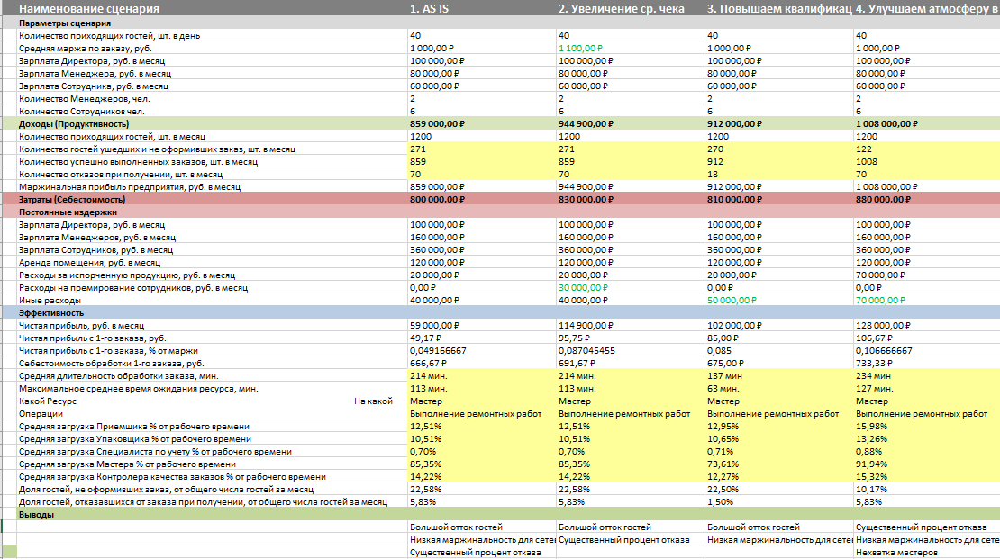 Наименование сценария 1. AS IS 2. Увеличение ср. чека 3. Повышаем квалификац 4. Улучшаем атмосферу в
Параметры сценария
Количество приходящих гостей, шт. в день 40 40 40 40
Средняя маржа по заказу, руб. 1 000,00 ₽ 1 100,00 ₽ 1 000,00 ₽ 1 000,00 ₽
Зарплата Директора, руб. в месяц 100 000,00 ₽ 100 000,00 ₽ 100 000,00 ₽ 100 000,00 ₽
Зарплата Менеджера, руб. в месяц 80 000,00 ₽ 80 000,00 ₽ 80 000,00 ₽ 80 000,00 ₽
Зарплата Сотрудника, руб. в месяц 60 000,00 ₽ 60 000,00 ₽ 60 000,00 ₽ 60 000,00 ₽
Количество Менеджеров, чел. 2 2 2 2
Количество Сотрудников чел. 6 6 6 6
Доходы (Продуктивность) 859 000,00 ₽ 944 900,00 ₽ 912 000,00 ₽ 1 008 000,00 ₽
Количество приходящих гостей, шт. в месяц 1200 1200 1200 1200
Количество гостей ушедших и не оформивших заказ, шт. в месяц 271 271 270 122
Количество успешно выполненных заказов, шт. в месяц 859 859 912 1008
Количество отказов при получении, шт. в месяц 70 70 18 70
Маржинальная прибыль предприятия, руб. в месяц 859 000,00 ₽ 944 900,00 ₽ 912 000,00 ₽ 1 008 000,00 ₽
Затраты (Себестоимость) 800 000,00 ₽ 830 000,00 ₽ 810 000,00 ₽ 880 000,00 ₽
Постоянные издержки
Зарплата Директора, руб. в месяц 100 000,00 ₽ 100 000,00 ₽ 100 000,00 ₽ 100 000,00 ₽
Зарплата Менеджеров, руб. в месяц 160 000,00 ₽ 160 000,00 ₽ 160 000,00 ₽ 160 000,00 ₽
Зарплата Сотрудников, руб. в месяц 360 000,00 ₽ 360 000,00 ₽ 360 000,00 ₽ 360 000,00 ₽
Аренда помещения, руб. в месяц 120 000,00 ₽ 120 000,00 ₽ 120 000,00 ₽ 120 000,00 ₽
Расходы за испорченную продукцию, руб. в месяц 20 000,00 ₽ 20 000,00 ₽ 20 000,00 ₽ 70 000,00 ₽
Расходы на премирование сотрудников, руб. в месяц 0,00 ₽ 30 000,00 ₽ 0,00 ₽ 0,00 ₽
Иные расходы 40 000,00 ₽ 40 000,00 ₽ 50 000,00 ₽ 70 000,00 ₽
Эффективность
Чистая прибыль, руб. в месяц 59 000,00 ₽ 114 900,00 ₽ 102 000,00 ₽ 128 000,00 ₽
Чистая прибыль с 1-го заказа, руб. 49,17 ₽ 95,75 ₽ 85,00 ₽ 106,67 ₽
Чистая прибыль с 1-го заказа, % от маржи 0,049166667 0,087045455 0,085 0,106666667
Себестоимость обработки 1-го заказа, руб. 666,67 ₽ 691,67 ₽ 675,00 ₽ 733,33 ₽
Средняя длительность обработки заказа, мин. 214 мин. 214 мин. 137 мин 234 мин
Максимальное среднее время ожидания ресурса, мин. 113 мин. 113 мин. 63 мин. 127 мин.
Какой Ресурс На какой Мастер Мастер Мастер Мастер
Операции Выполнение ремонтных работ Выполнение ремонтных работ Выполнение ремонтных работ Выполнение ремонтных работ
Средняя загрузка Приемщика % от рабочего времени 12,51% 12,51% 12,95% 15,98%
Средняя загрузка Упаковщика % от рабочего времени 10,51% 10,51% 10,65% 13,26%
Средняя загрузка Специалиста по учету % от рабочего времени 0,70% 0,70% 0,71% 0,88%
Средняя загрузка Мастера % от рабочего времени 85,35% 85,35% 73,61% 91,94%
Средняя загрузка Контролера качества заказов % от рабочего времени 14,22% 14,22% 12,27% 15,32%
Доля гостей, не оформивших заказ, от общего числа гостей за месяц 22,58% 22,58% 22,50% 10,17%
Доля гостей, отказавшихся от заказа при получении, от общего числа гостей за месяц 5,83% 5,83% 1,50% 5,83%
Выводы
Большой отток гостей Большой отток гостей Большой отток гостей Существенный процент отказа
Низкая маржинальность для сете Существенный процент отказа Низкая маржинальность для сете Низкая маржинальность для сете
Существенный процент отказа Нехватка мастеров